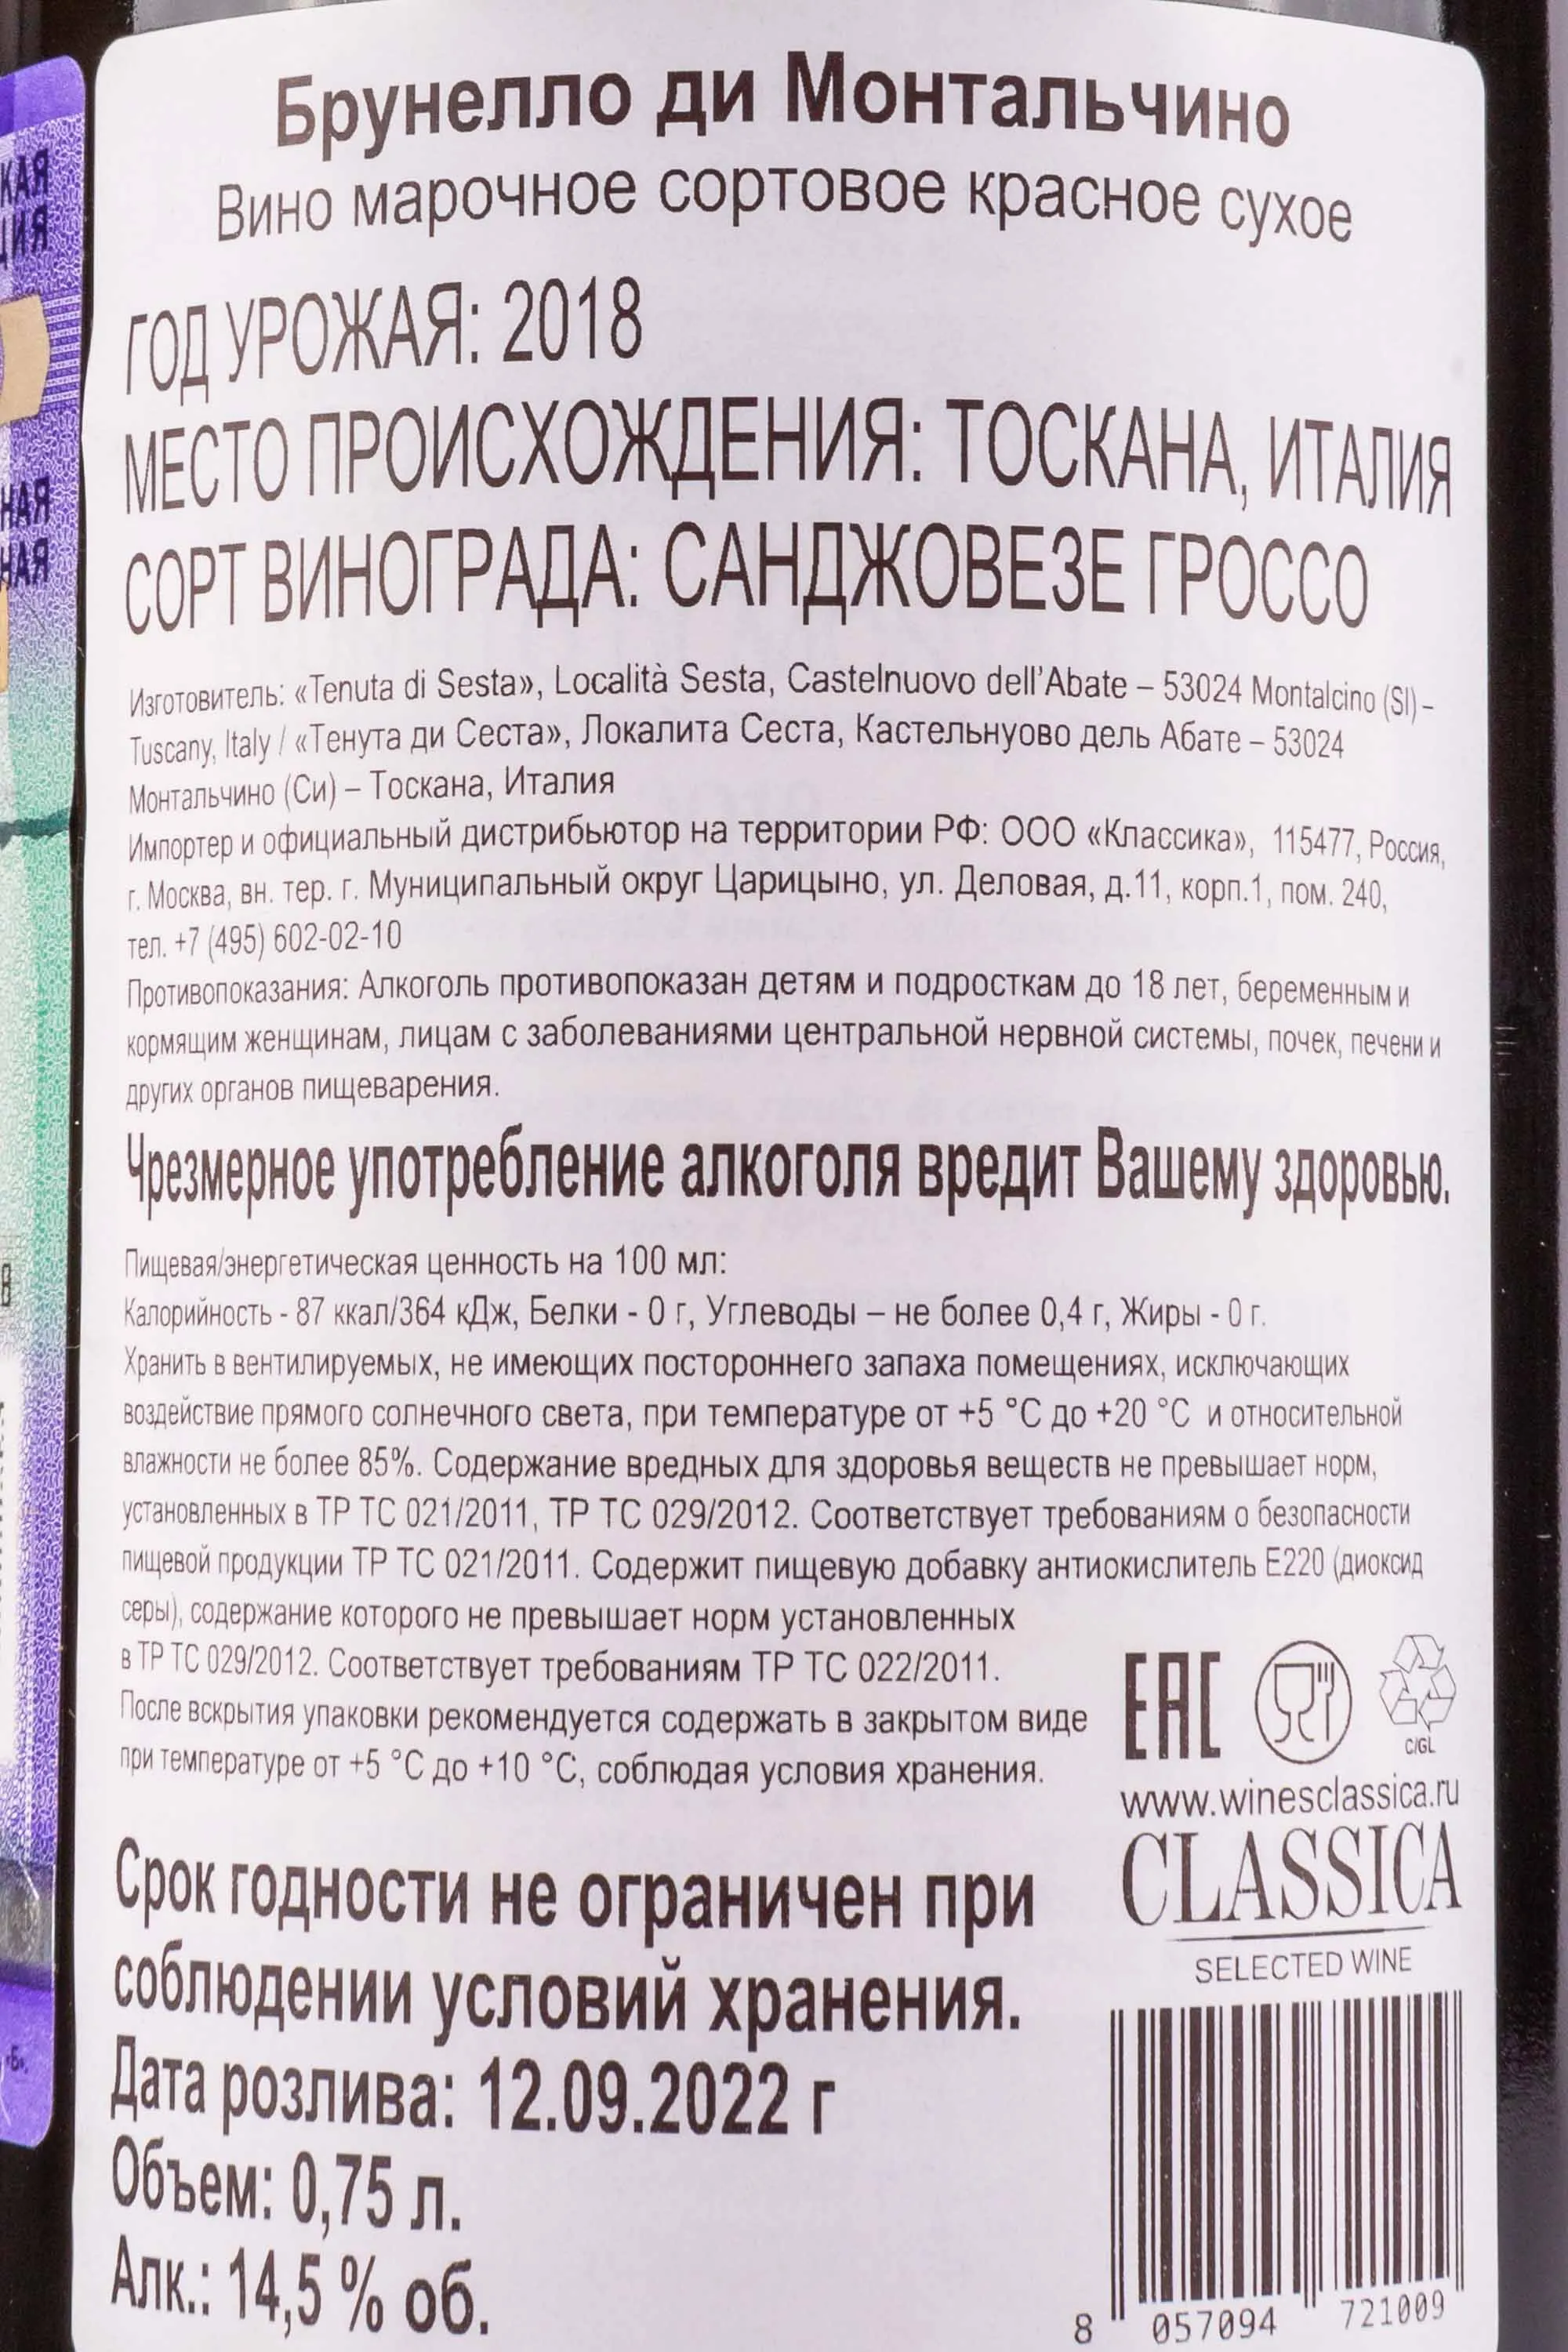 Брунелло ди Монтальчино
Вино марочное сортовое красное сухое
ГОД УРОЖАЯ: 2018
МЕСТО ПРОИСХОЖДЕНИЯ: ТОСКАНА, ИТАЛИЯ
СОРТ ВИНОГРАДА: САНДЖОВЕЗЕ ГРОССО
Изготовитель: «Tenuta di Sesta», Località Sesta, Castelnuovo dell'Abate – 53024 Montalcino (SI) –
Tuscany, Italy / «Тенута ди Сеста», Локалита Сеста, Кастельнуово дель Абате – 53024
Монтальчино (Си) – Тоскана, Италия
Импортер и официальный дистрибьютор на территории РФ: ООО «Классика», 115477, Россия,
г. Москва, вн. тер. г. Муниципальный округ Царицыно, ул. Деловая, д.11, корп.1, пом. 240,
тел. +7 (495) 602-02-10
Противопоказания: Алкоголь противопоказан детям и подросткам до 18 лет, беременным и
кормящим женщинам, лицам с заболеваниями центральной нервной системы, почек, печени и
других органов пищеварения.
Чрезмерное употребление алкоголя вредит Вашему здоровью.
Пищевая/энергетическая ценность на 100 мл:
Калорийность - 87 ккал/364 кДж, Белки - 0 г, Углеводы – не более 0,4 г, Жиры - 0 г.
Хранить в вентилируемых, не имеющих постороннего запаха помещениях, исключающих
воздействие прямого солнечного света, при температуре от +5 °C до +20 °C и относительной
влажности не более 85%. Содержание вредных для здоровья веществ не превышает норм,
установленных в ТР ТС 021/2011, ТР ТС 029/2012. Соответствует требованиям о безопасности
пищевой продукции ТР ТС 021/2011. Содержит пищевую добавку антиокислитель Е220 (диоксид
серы), содержание которого не превышает норм установленных
в ТР ТС 029/2012. Соответствует требованиям ТР ТС 022/2011.
После вскрытия упаковки рекомендуется содержать в закрытом виде
при температуре от +5 °C до +10 °C, соблюдая условия хранения.
EAC
C/GL
www.winesclassica.ru
CLASSICA
SELECTED WINE
Срок годности не ограничен при
соблюдении условий хранения.
Дата розлива: 12.09.2022 г
Объем: 0,75 л.
Алк.: 14,5 % об.
8 057094 721009